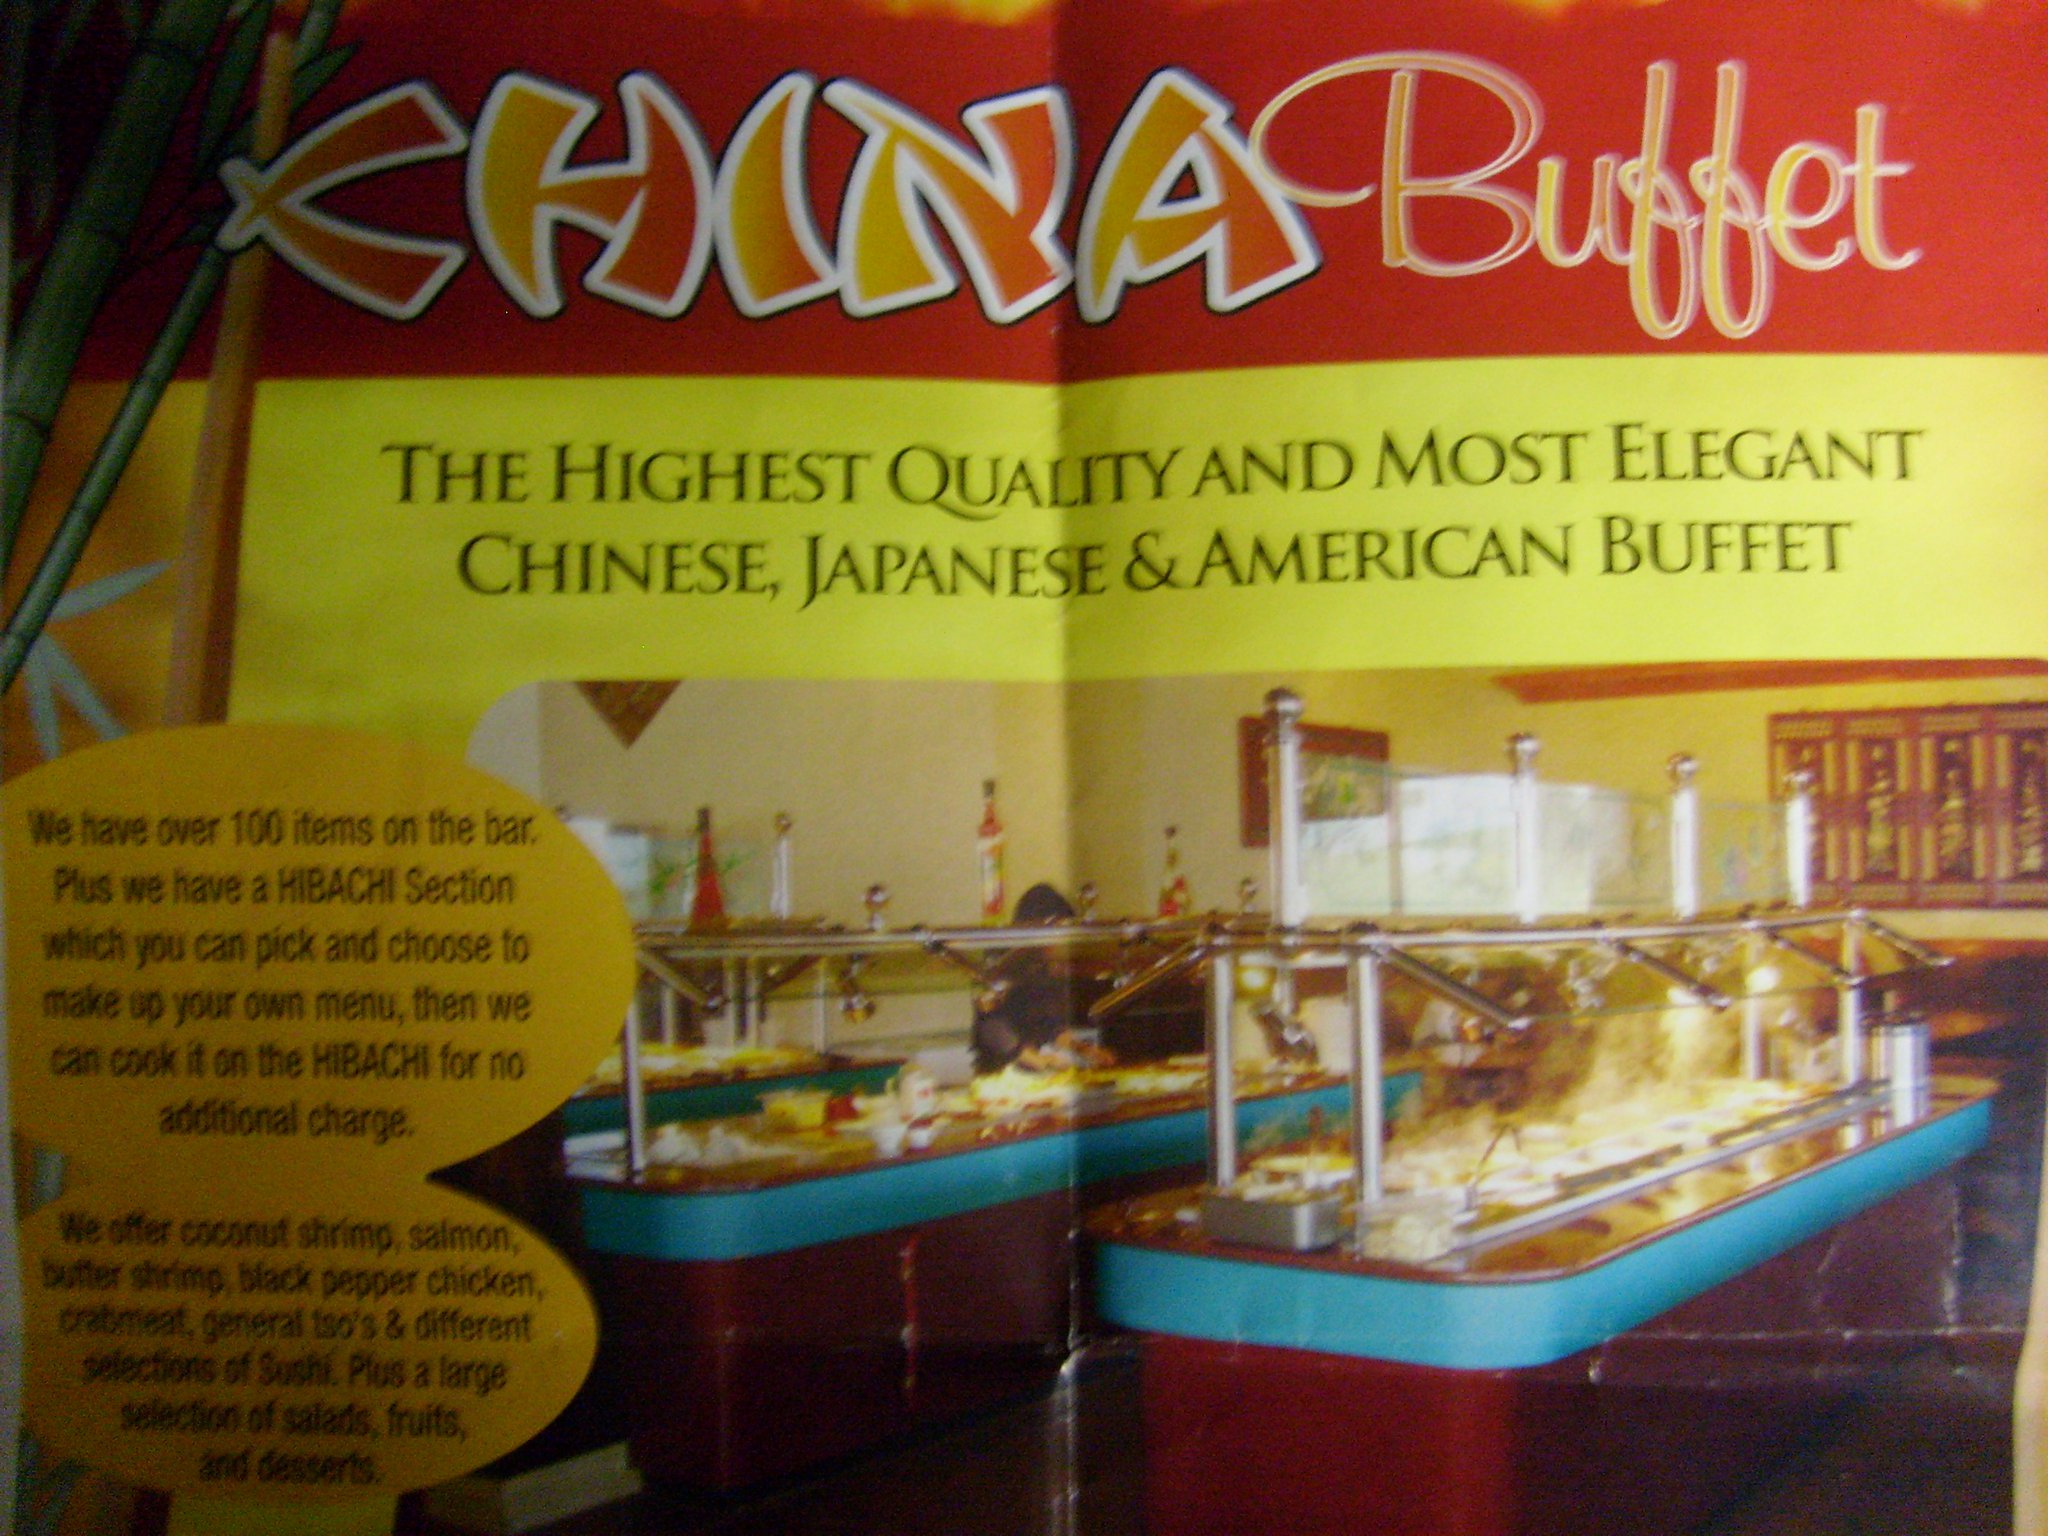 CHINA Buffet
THE HIGHEST QUALITY AND MOST ELEGANT
CHINESE, JAPANESE & AMERICAN BUFFET
We have over 100 items on the bar.
Plus we have a HIBACHI Section
which you can pick and choose to
make up your own menu, then we
can cook it on the HIBACHI for no
additional charge.
We offer coconut shrimp, salmon,
butter shrimp, black pepper chicken,
crabmeat, general tso's & different
selections of Sushi. Plus a large
selection of salads, fruits,
and desserts.